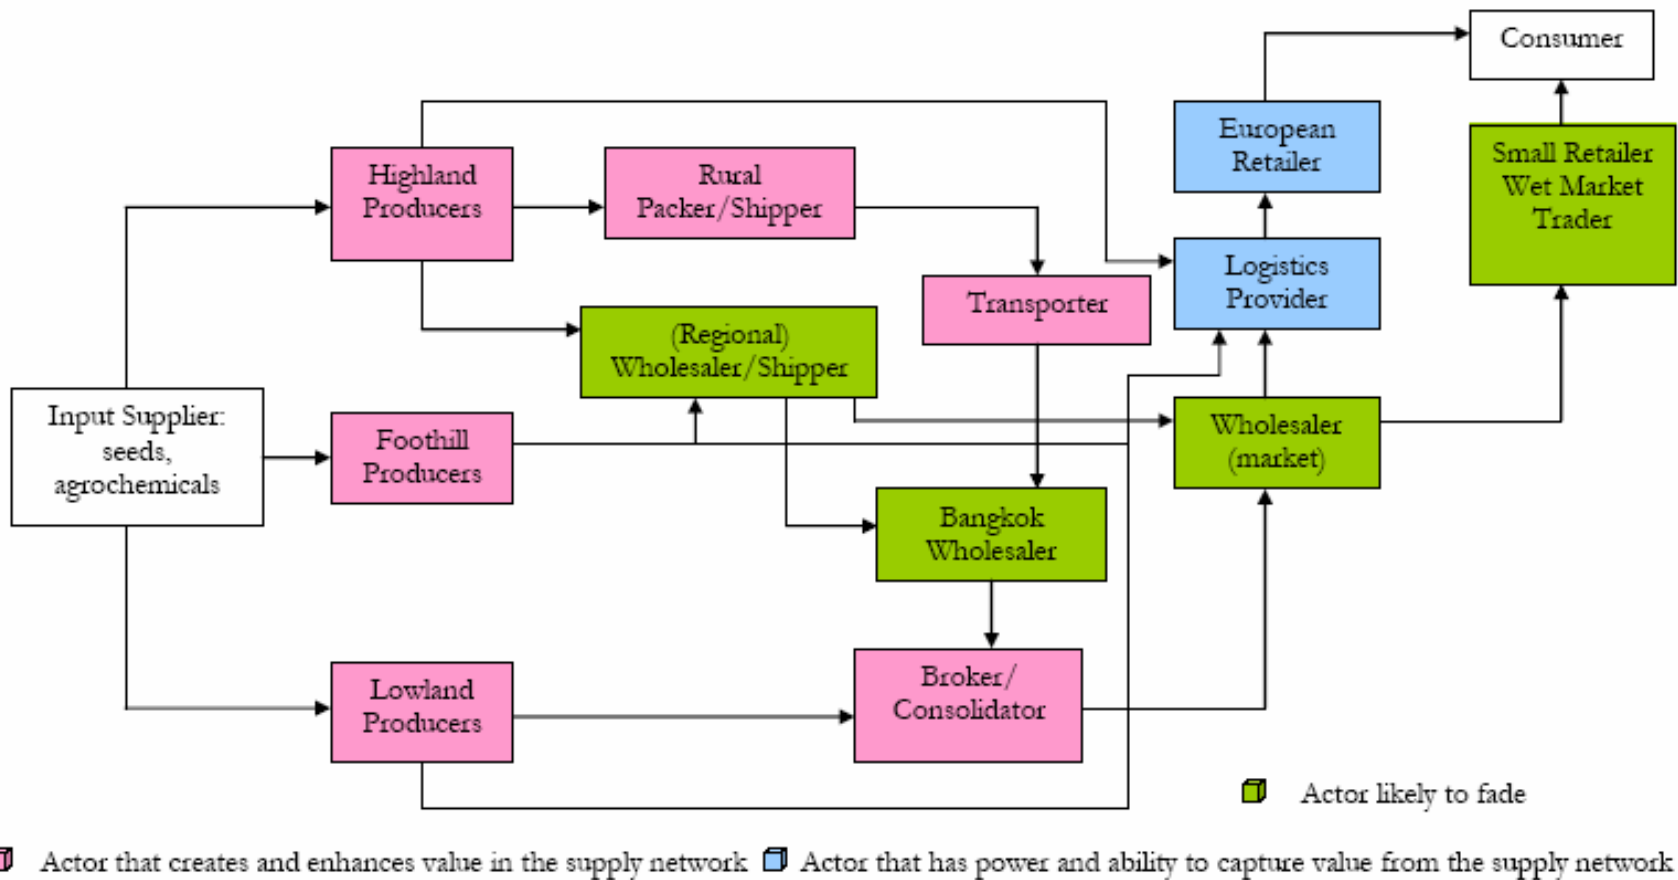 Consumer
European
Retailer
Small Retailer
Wet Market
Trader
Highland
Producers
Rural
Packer/Shipper
Logistics
Provider
Transporter
(Regional)
Wholesaler/Shipper
Input Supplier:
seeds,
agrochemicals
Foothill
Producers
Wholesaler
(market)
Bangkok
Wholesaler
Lowland
Producers
Broker/
Consolidator
Actor likely to fade
Actor that creates and enhances value in the supply network
Actor that has power and ability to capture value from the supply network